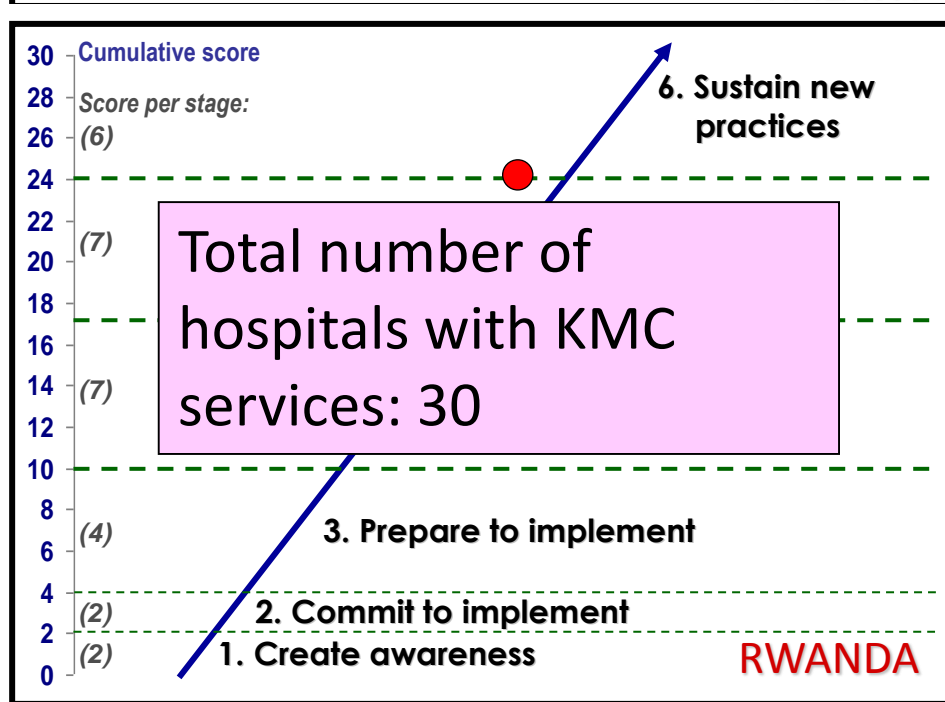 30
Cumulative score
28
Score per stage:
26
(6)
6. Sustain new
practices
24
22
(7)
20
18
Total number of
hospitals with KMC
services: 30
16
14
(7)
12
10
8
(4)
3. Prepare to implement
6
4
(2)
2. Commit to implement
2
(2)
1. Create awareness
RWANDA
0